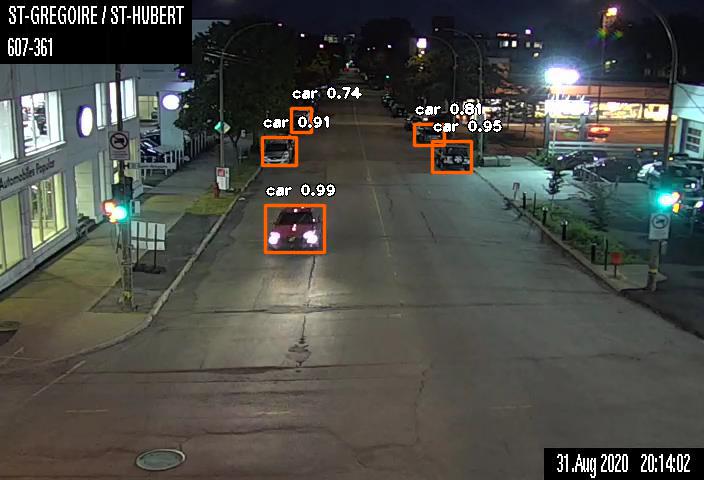 ST-GREGOIRE / ST-HUBERT
607-361
car 0.74
car 0.91
car 0.81
car 0.95
car 0.99
Automobiles Popular
31.Aug 2020 20:14:02